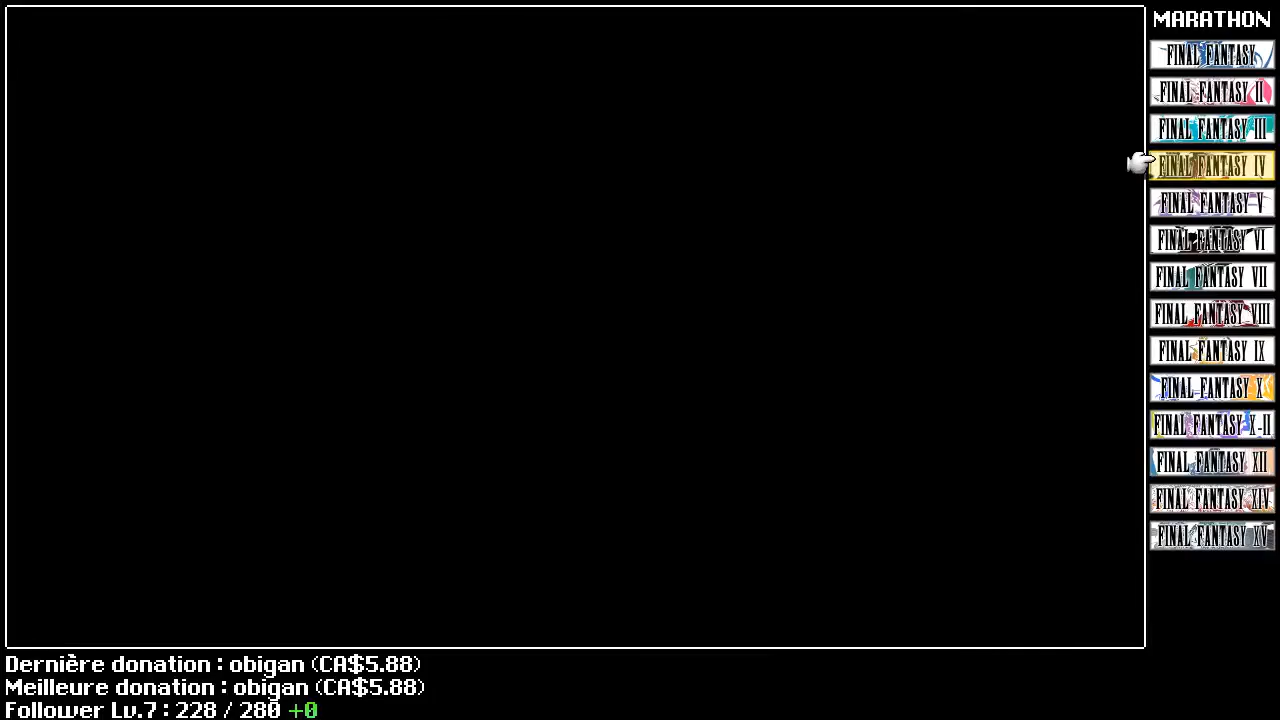 MARATHON
FINAL FANTASY
FINAL FANTASY II
FINAL FANTASY III
FINAL FANTASY IV
FINAL FANTASY V
FINAL FANTASY VI
FINAL FANTASY VII
FINAL FANTASY VIII
FINAL FANTASY IX
FINAL FANTASY X
FINAL FANTASY X-II
FINAL FANTASY XII
FINAL FANTASY XIV
FINAL FANTASY XV
Dernière donation : obigan (CA$5.88)
Meilleure donation : obigan (CA$5.88)
Follower Lv.7 : 228 / 280 +0